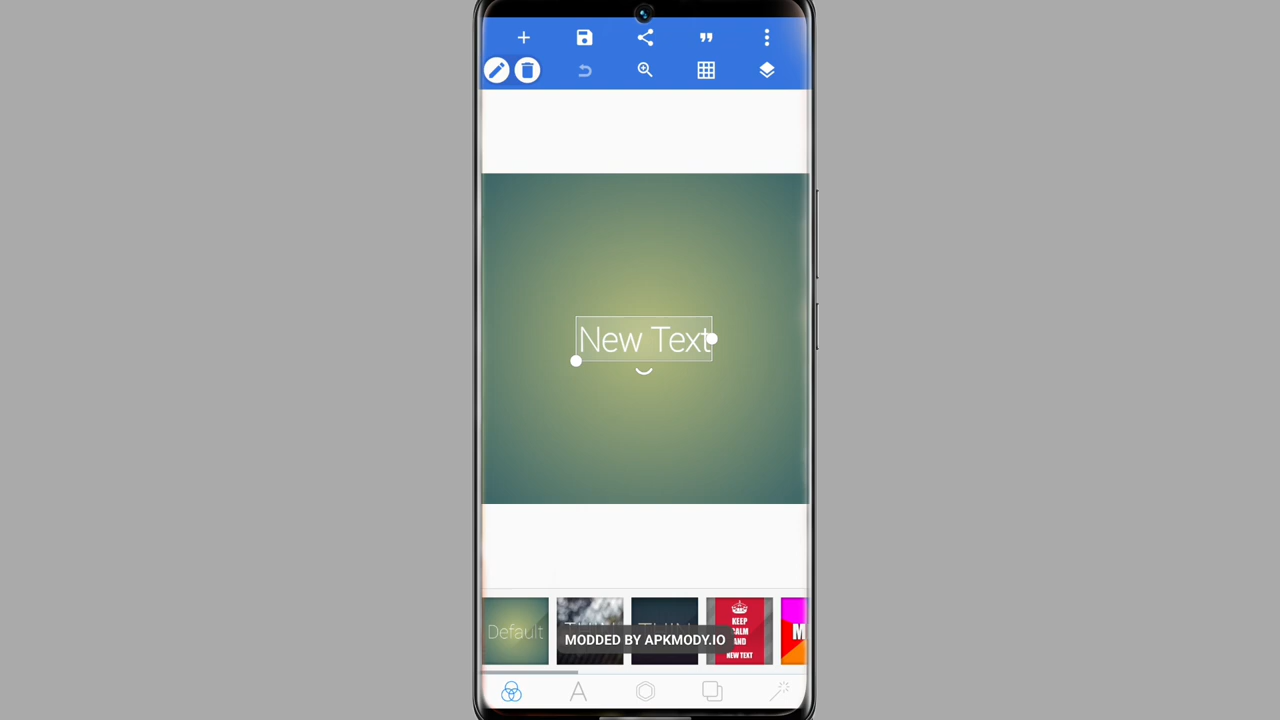 New Text
Default
KEEP
CALM
AND
NEW TEXT
MODDED BY APKMODY.IO